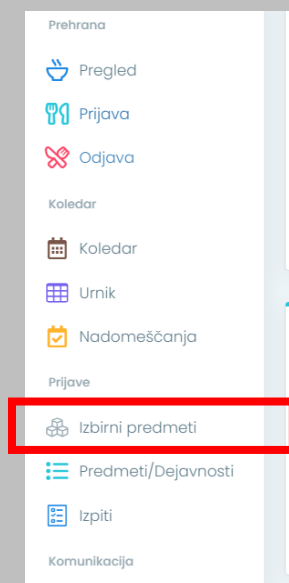 Prehrana
Pregled
Prijava
Odjava
Koledar
Koledar
Urnik
Nadomeščanja
Prijave
Izbirni predmeti
Predmeti/Dejavnosti
Izpiti
Komunikacija